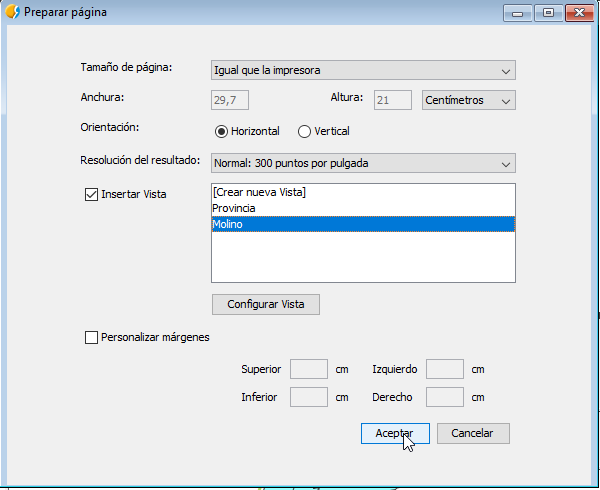 Preparar página
Tamaño de página: Igual que la impresora
Anchura: 29,7 Altura: 21 Centímetros
Orientación: Horizontal Vertical
Resolución del resultado: Normal: 300 puntos por pulgada
Insertar Vista [Crear nueva Vista]
Provincia
Molino
Configurar Vista
Personalizar márgenes
Superior cm Izquierdo cm
Inferior cm Derecho cm
Aceptar Cancelar